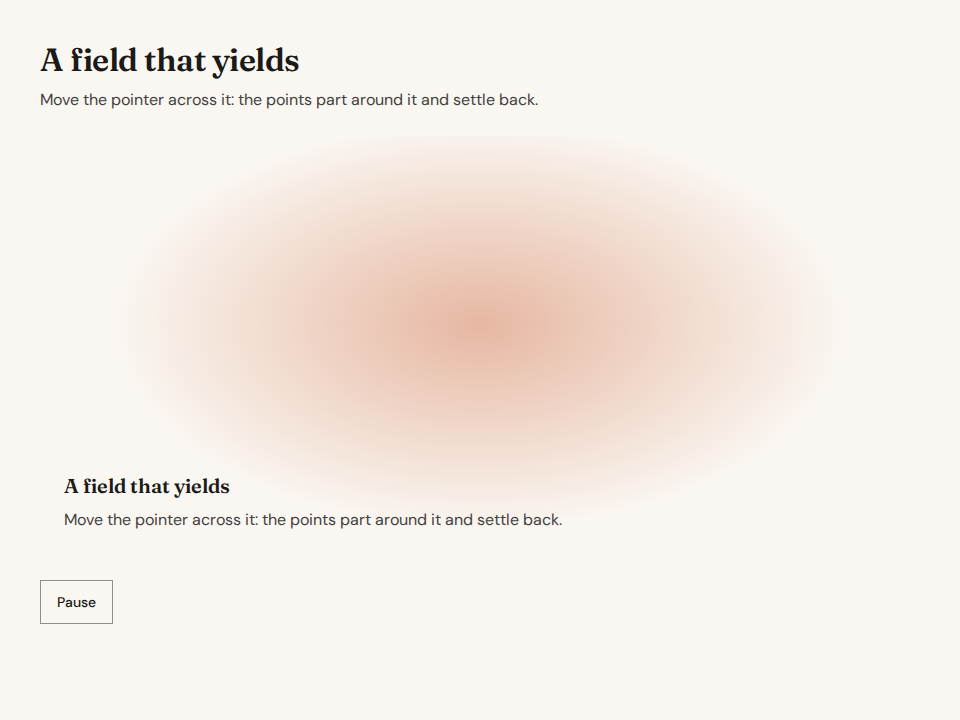 A field that yields
Move the pointer across it: the points part around it and settle back.
A field that yields
Move the pointer across it: the points part around it and settle back.
Pause